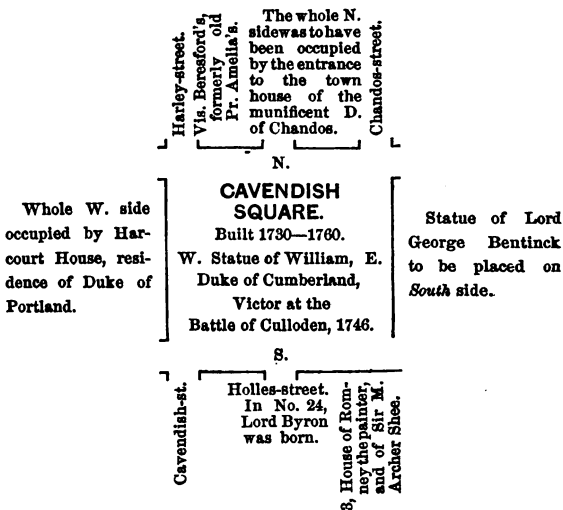 Harley-street.
Vis. Beresford's,
formerly old
Pr. Amelia's.
The whole N.
side was to have
been occupied
by the entrance
to the town
house of the
munificent D.
of Chandos.
Chandos-street.
N.
Whole W. side
occupied by Har-
court House, resi-
dence of Duke of
Portland.
CAVENDISH
SQUARE.
Built 1730—1760.
W. Statue of William, E.
Duke of Cumberland,
Victor at the
Battle of Culloden, 1746.
Statue of Lord
George Bentinck
to be placed on
South side.
S.
Cavendish-st.
Holles-street.
In No. 24,
Lord Byron
was born.
8, House of Rom-
ney the painter,
and of Sir M.
Archer Shee.